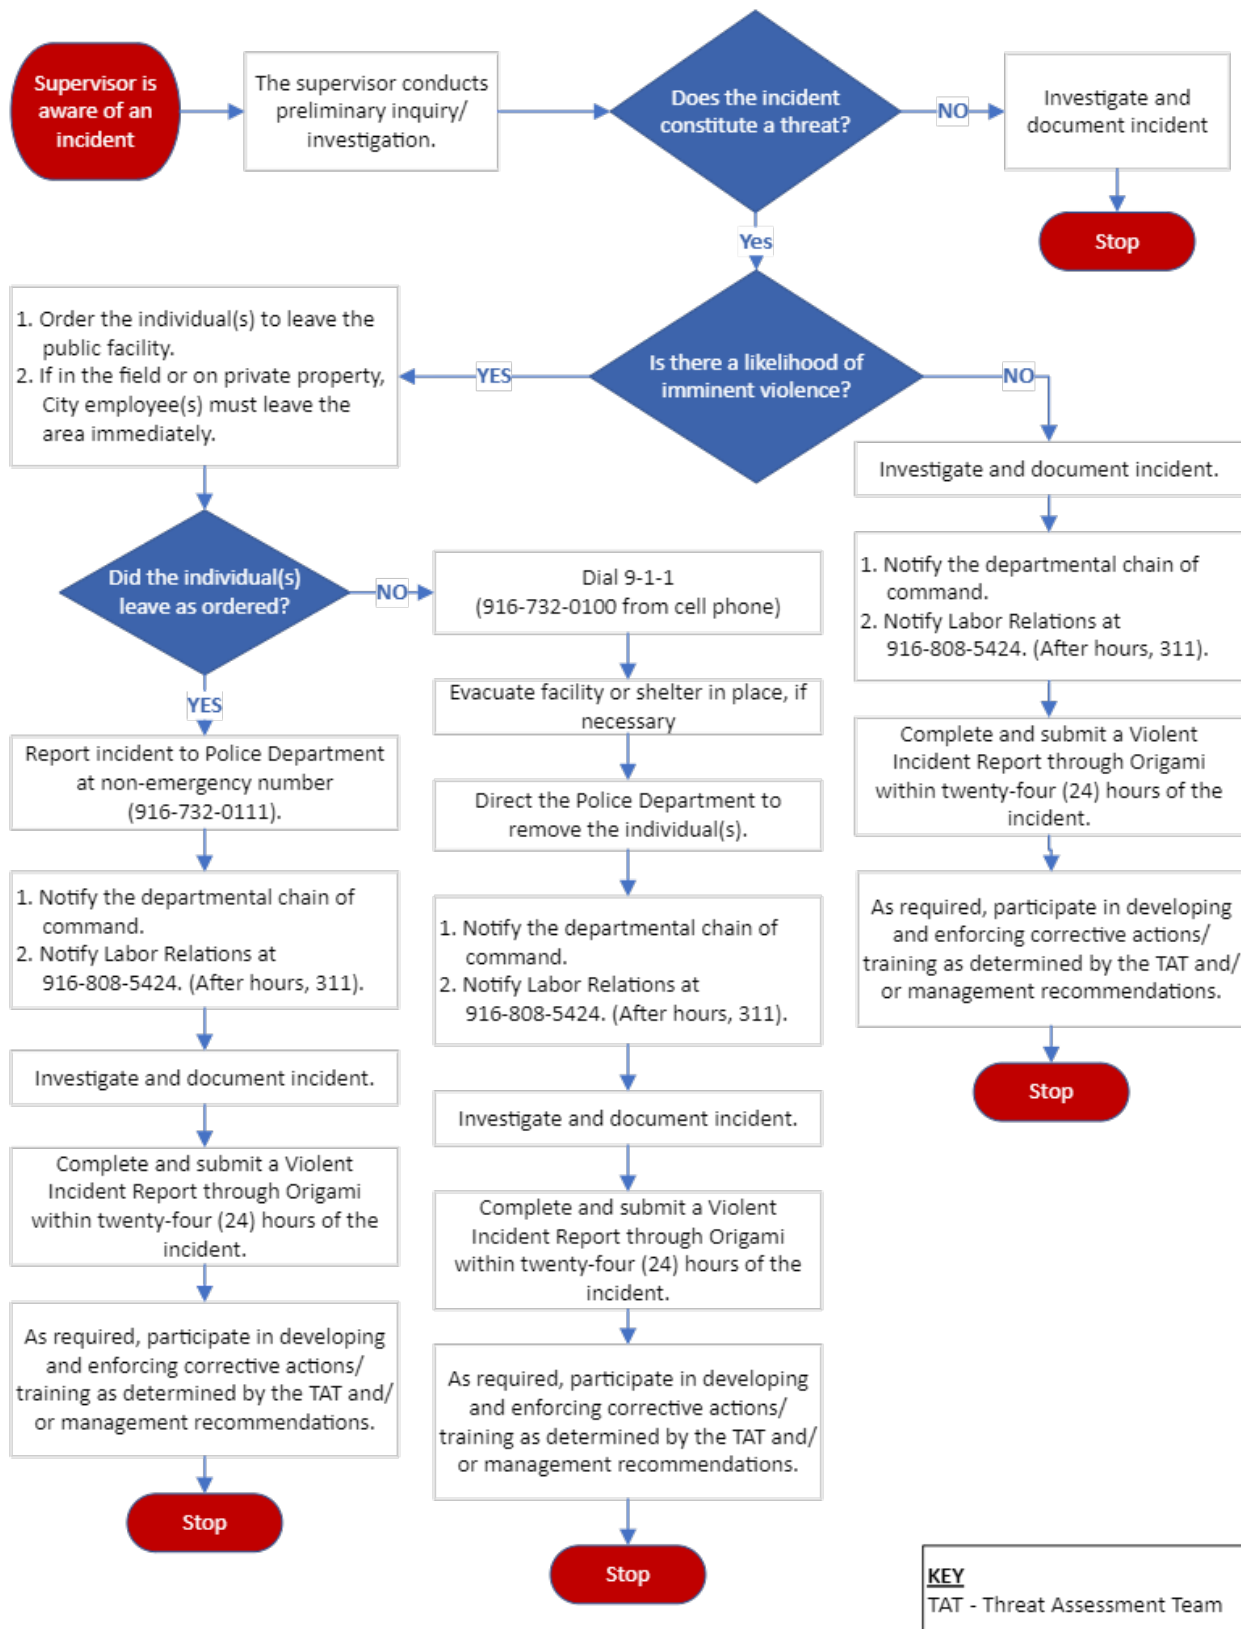 Supervisor is
aware of an
incident
The supervisor conducts
preliminary inquiry/
investigation.
Does the incident
constitute a threat?
NO
Investigate and
document incident
Stop
Yes
Is there a likelihood of
imminent violence?
YES
1. Order the individual(s) to leave the
public facility.
2. If in the field or on private property,
City employee(s) must leave the
area immediately.
NO
Investigate and document incident.
1. Notify the departmental chain of
command.
2. Notify Labor Relations at
916-808-5424. (After hours, 311).
Complete and submit a Violent
Incident Report through Origami
within twenty-four (24) hours of the
incident.
As required, participate in developing
and enforcing corrective actions/
training as determined by the TAT and/
or management recommendations.
Stop
Did the individual(s)
leave as ordered?
NO
Dial 9-1-1
(916-732-0100 from cell phone)
Evacuate facility or shelter in place, if
necessary
Direct the Police Department to
remove the individual(s).
1. Notify the departmental chain of
command.
2. Notify Labor Relations at
916-808-5424. (After hours, 311).
Investigate and document incident.
Complete and submit a Violent
Incident Report through Origami
within twenty-four (24) hours of the
incident.
As required, participate in developing
and enforcing corrective actions/
training as determined by the TAT and/
or management recommendations.
Stop
YES
Report incident to Police Department
at non-emergency number
(916-732-0111).
1. Notify the departmental chain of
command.
2. Notify Labor Relations at
916-808-5424. (After hours, 311).
Investigate and document incident.
Complete and submit a Violent
Incident Report through Origami
within twenty-four (24) hours of the
incident.
As required, participate in developing
and enforcing corrective actions/
training as determined by the TAT and/
or management recommendations.
Stop
KEY
TAT - Threat Assessment Team